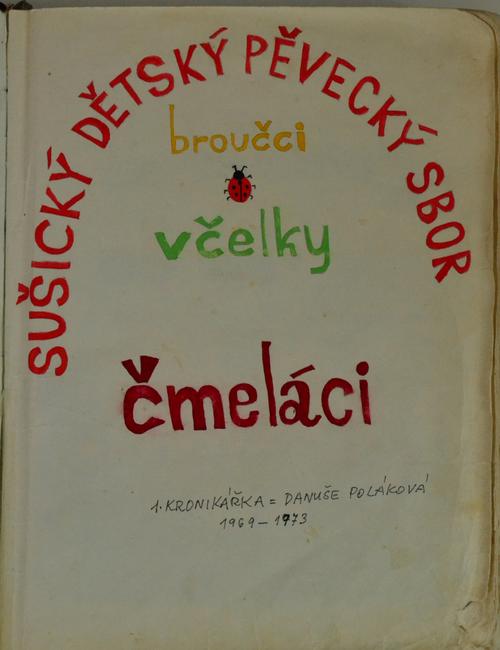 SUŠICKÝ DĚTSKÝ PĚVECKÝ SBOR
broučci
včelky
čmeláci
1. KRONIKÁŘKA = DANUŠE POLÁKOVÁ
1969 - 1973